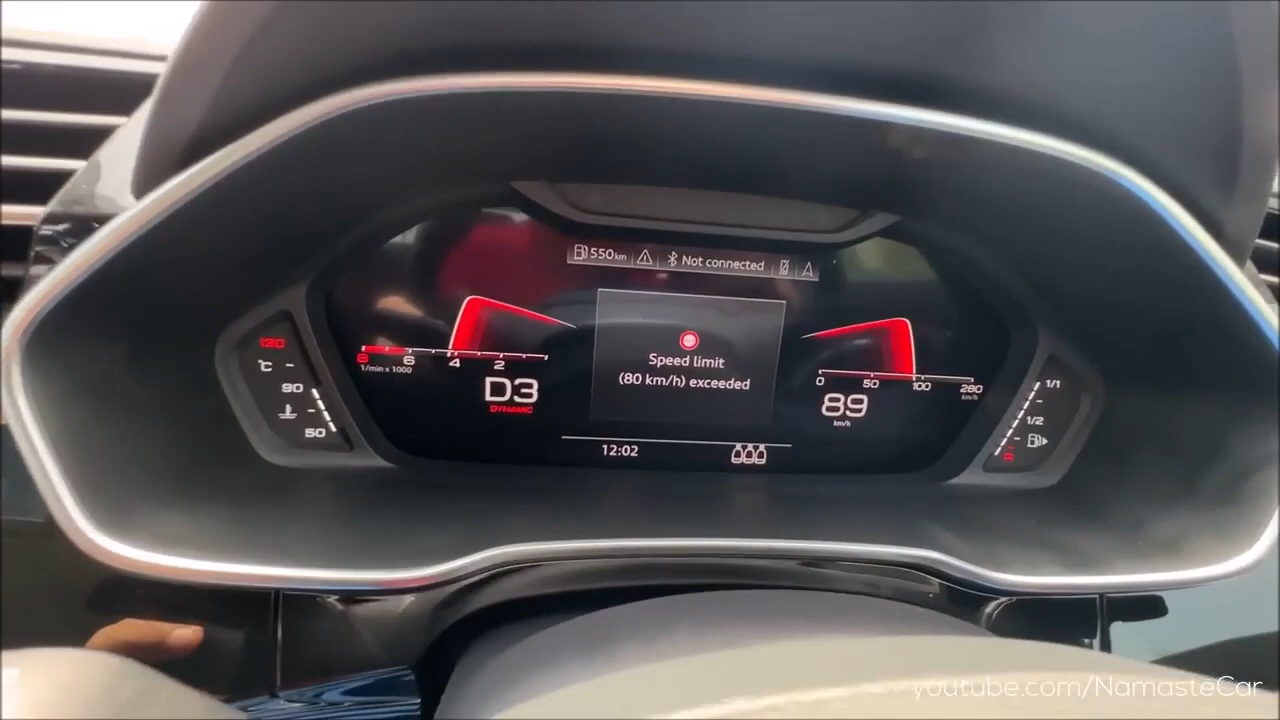 550km
Not connected
130
°C
90
50
8 6 4 2
1/min x 1000
D3
DYNAMIC
Speed limit
(80 km/h) exceeded
0 50 100 260
km/h
89
km/h
12:02
1/1
1/2
youtube.com/NamasteCar